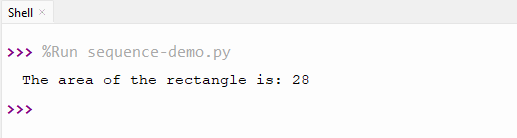 Shell ×
>>> %Run sequence-demo.py
The area of the rectangle is: 28
>>>